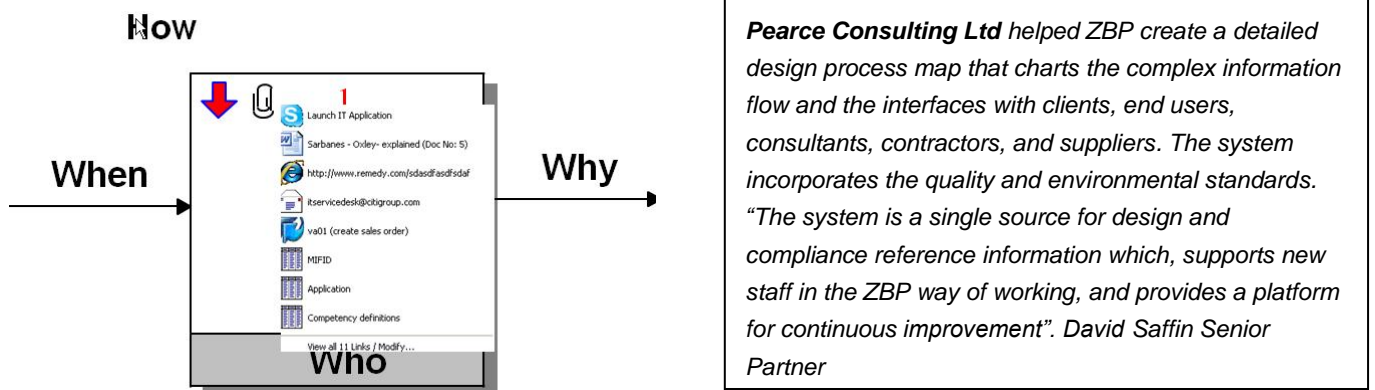 How
1
Launch IT Application
Sarbanes - Oxley- explained (Doc No: 5)
http://www.remedy.com/sdasdfasdfsdaf
itservicedesk@citigroup.com
va01 (create sales order)
MIFID
Application
Competency definitions
View all 11 Links / Modify...
When
Why
Who
Pearce Consulting Ltd helped ZBP create a detailed
design process map that charts the complex information
flow and the interfaces with clients, end users,
consultants, contractors, and suppliers. The system
incorporates the quality and environmental standards.
“The system is a single source for design and
compliance reference information which, supports new
staff in the ZBP way of working, and provides a platform
for continuous improvement”. David Saffin Senior
Partner